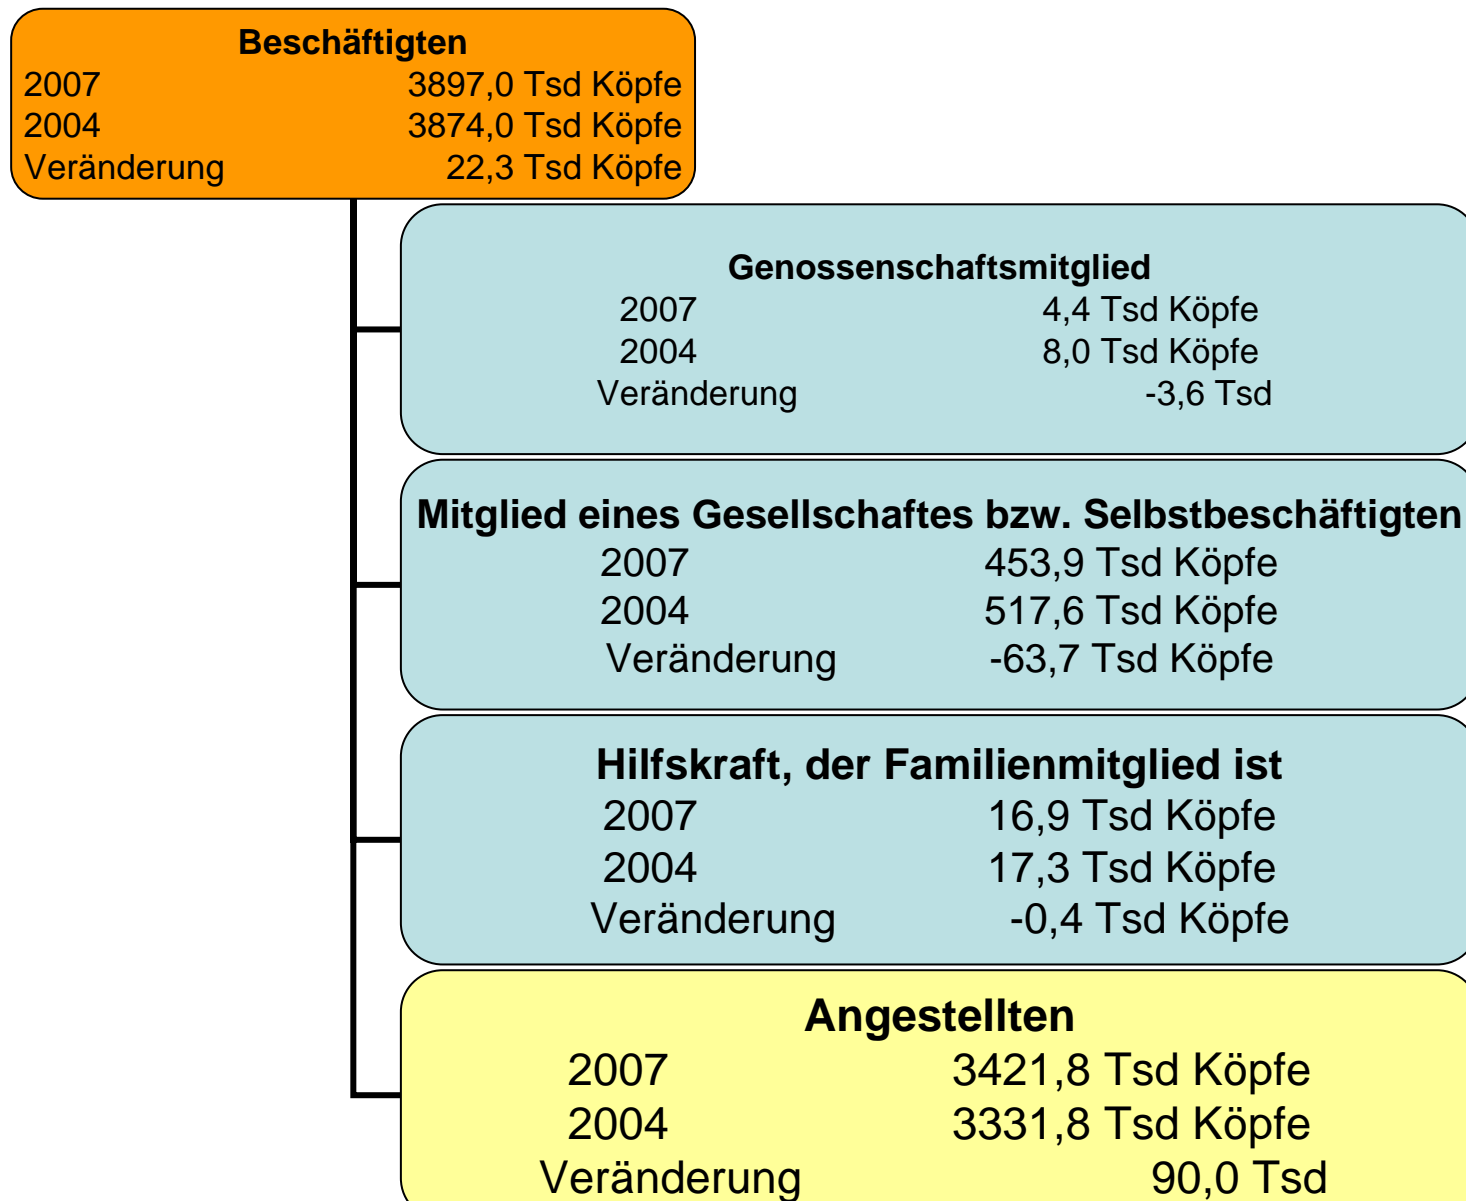 Beschäftigten
2007 3897,0 Tsd Köpfe
2004 3874,0 Tsd Köpfe
Veränderung 22,3 Tsd Köpfe
Genossenschaftsmitglied
2007 4,4 Tsd Köpfe
2004 8,0 Tsd Köpfe
Veränderung -3,6 Tsd
Mitglied eines Gesellschaftes bzw. Selbstbeschäftigten
2007 453,9 Tsd Köpfe
2004 517,6 Tsd Köpfe
Veränderung -63,7 Tsd Köpfe
Hilfskraft, der Familienmitglied ist
2007 16,9 Tsd Köpfe
2004 17,3 Tsd Köpfe
Veränderung -0,4 Tsd Köpfe
Angestellten
2007 3421,8 Tsd Köpfe
2004 3331,8 Tsd Köpfe
Veränderung 90,0 Tsd